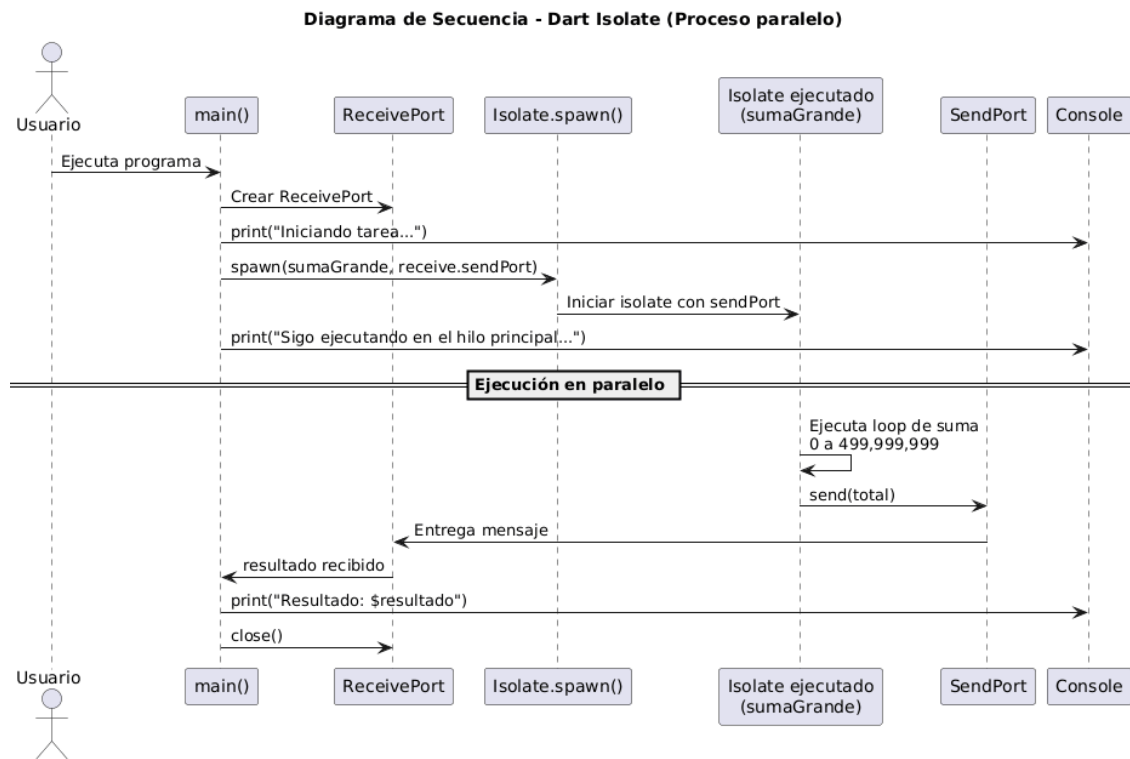 Diagrama de Secuencia - Dart Isolate (Proceso paralelo)
Usuario
main()
ReceivePort
Isolate.spawn()
Isolate ejecutado
(sumaGrande)
SendPort
Console
Ejecuta programa
Crear ReceivePort
print("Iniciando tarea...")
spawn(sumaGrande, receive.sendPort)
Iniciar isolate con sendPort
print("Sigo ejecutando en el hilo principal...")
Ejecución en paralelo
Ejecuta loop de suma
0 a 499,999,999
send(total)
Entrega mensaje
resultado recibido
print("Resultado: $resultado")
close()
Usuario
main()
ReceivePort
Isolate.spawn()
Isolate ejecutado
(sumaGrande)
SendPort
Console